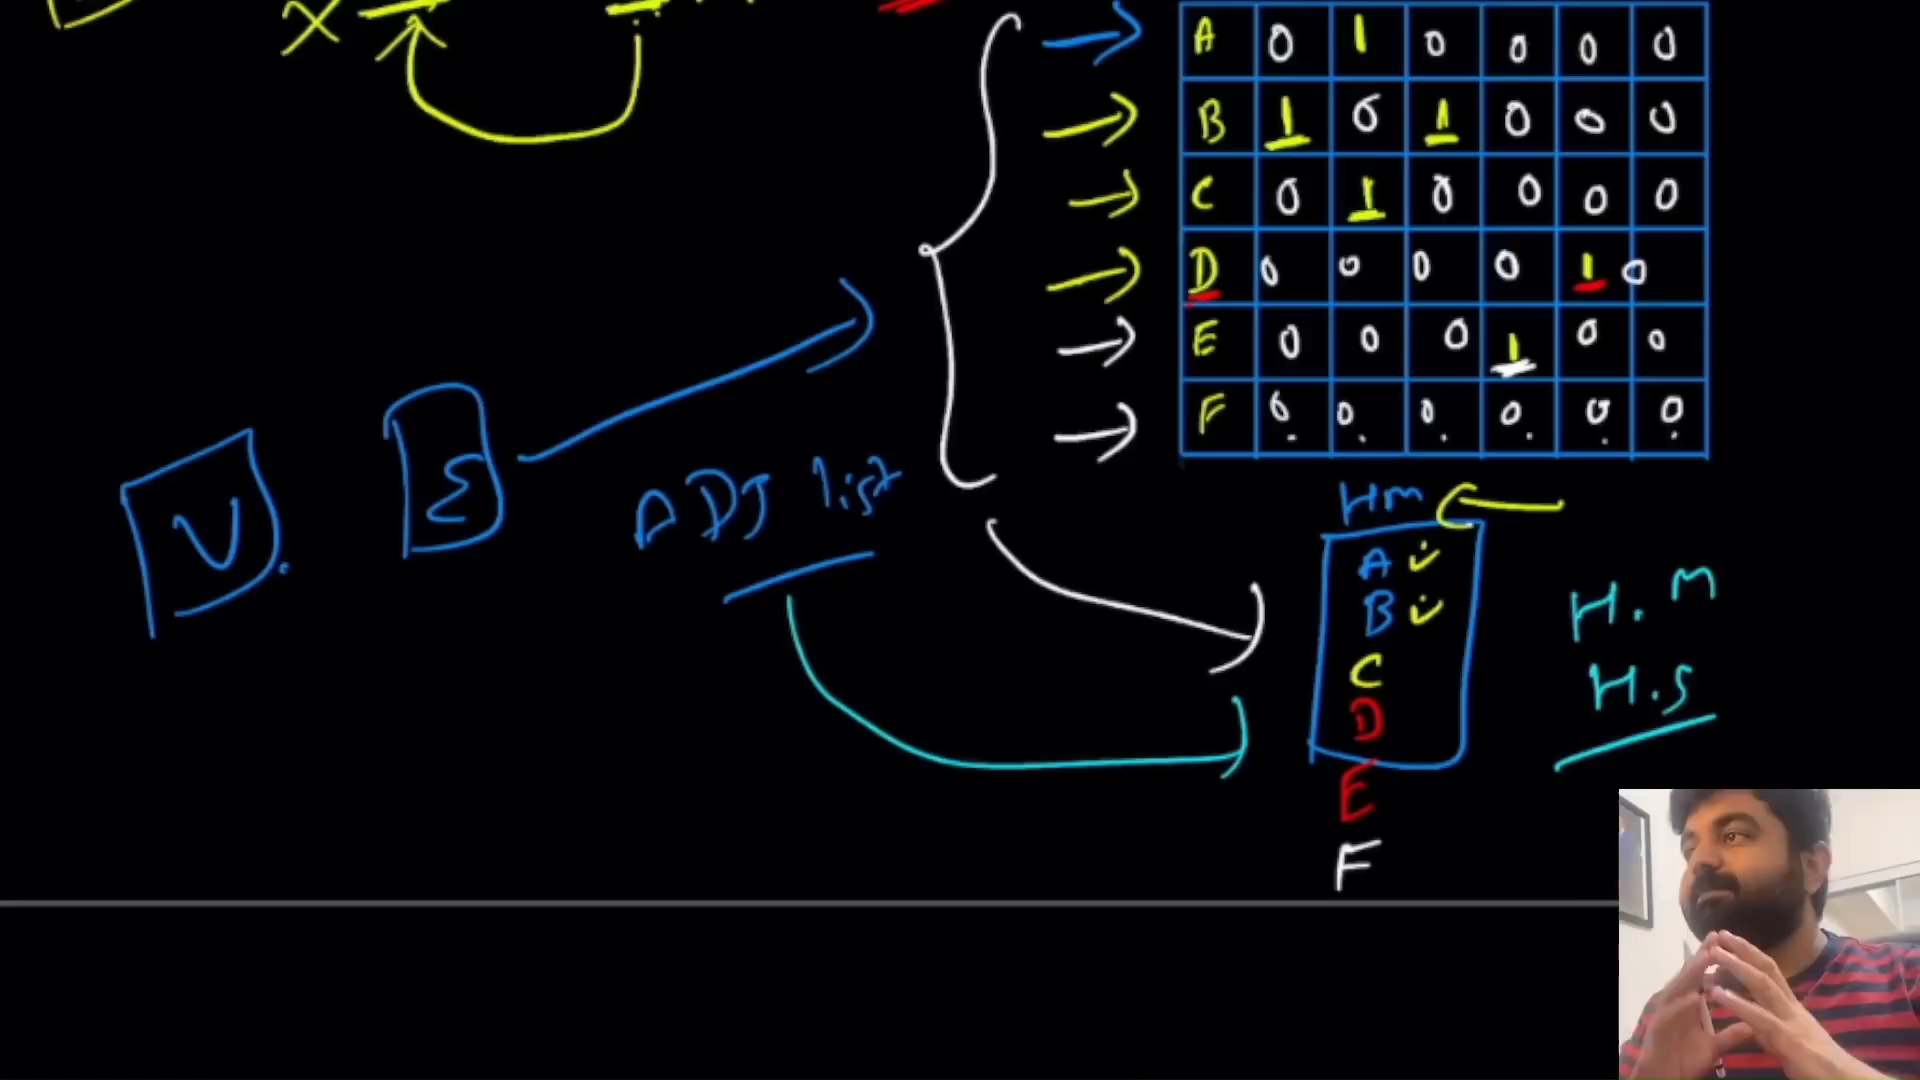 X
A 0 1 0 0 0 0
B 1 0 1 0 0 0
C 0 1 0 0 0 0
D 0 0 0 0 1 0
E 0 0 0 1 0 0
F 0 0 0 0 0 0
V
E
ADJ list
Hm
A
B
C
D
E
F
H.M
H.S